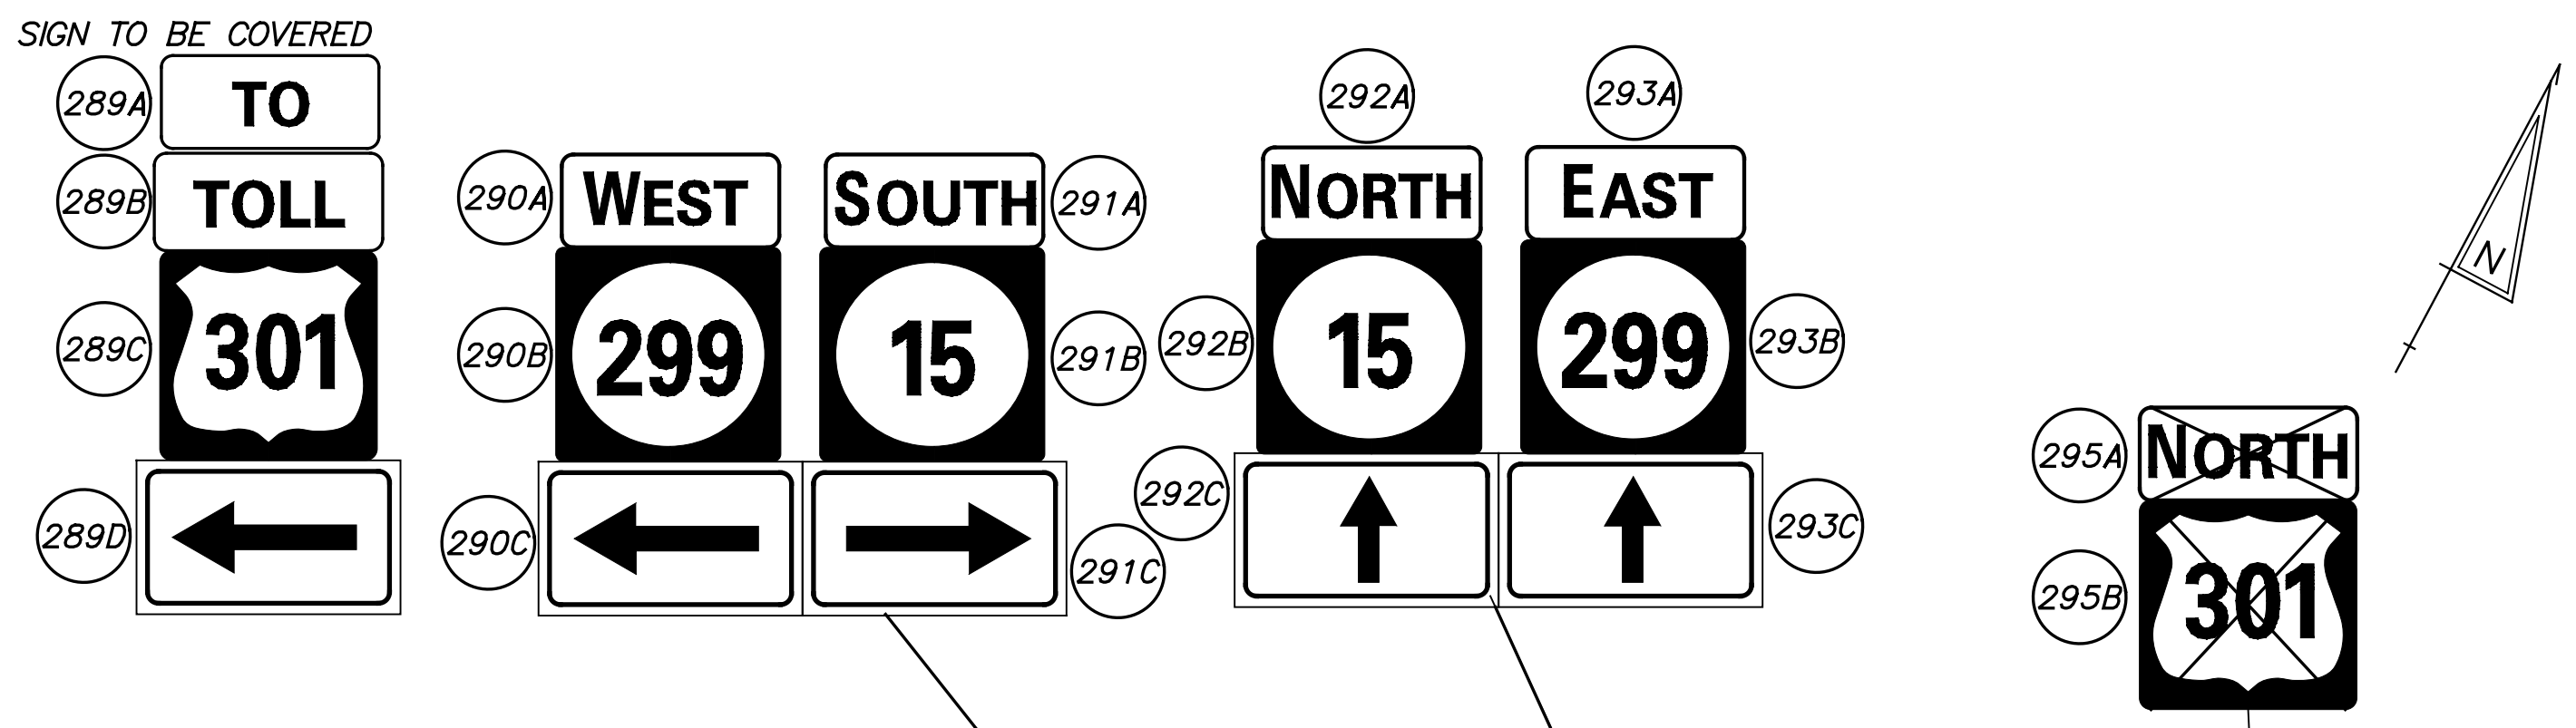 SIGN TO BE COVERED
289A
TO
289B
TOLL
289C
301
289D
290A
WEST
290B
299
290C
SOUTH
291A
15
291B
291C
292A
NORTH
292B
15
292C
293A
EAST
299
293B
293C
N
295A
NORTH
295B
301